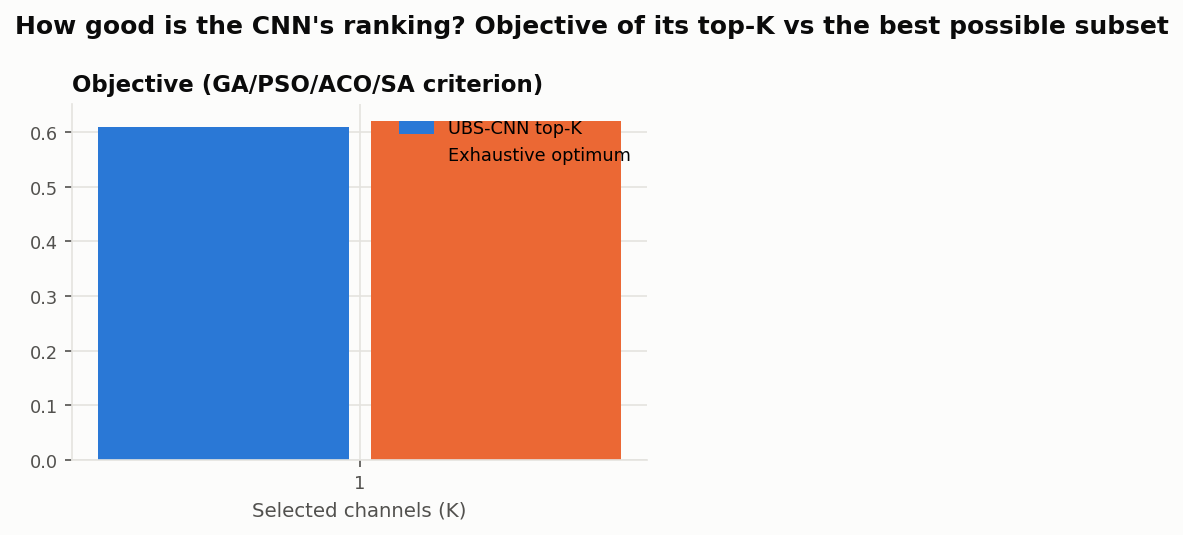 How good is the CNN's ranking? Objective of its top-K vs the best possible subset
Objective (GA/PSO/ACO/SA criterion)
UBS-CNN top-K
Exhaustive optimum
0.6
0.5
0.4
0.3
0.2
0.1
0.0
1
Selected channels (K)